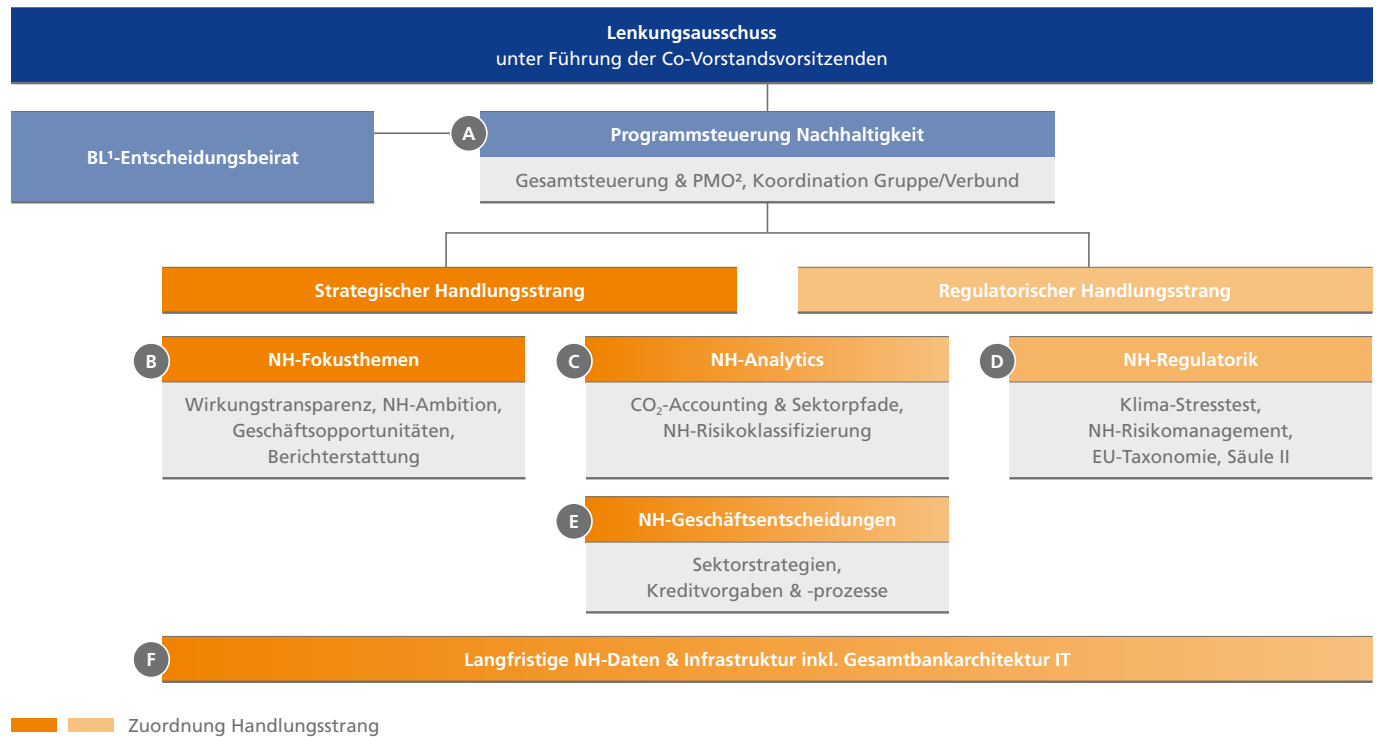 Lenkungsausschuss
unter Führung der Co-Vorstandsvorsitzenden
BL¹-Entscheidungsbeirat
A
Programmsteuerung Nachhaltigkeit
Gesamtsteuerung & PMO², Koordination Gruppe/Verbund
Strategischer Handlungsstrang
Regulatorischer Handlungsstrang
B
NH-Fokusthemen
Wirkungstransparenz, NH-Ambition,
Geschäftsopportunitäten,
Berichterstattung
C
NH-Analytics
CO₂-Accounting & Sektorpfade,
NH-Risikoklassifizierung
D
NH-Regulatorik
Klima-Stresstest,
NH-Risikomanagement,
EU-Taxonomie, Säule II
E
NH-Geschäftsentscheidungen
Sektorstrategien,
Kreditvorgaben & -prozesse
F
Langfristige NH-Daten & Infrastruktur inkl. Gesamtbankarchitektur IT
Zuordnung Handlungsstrang